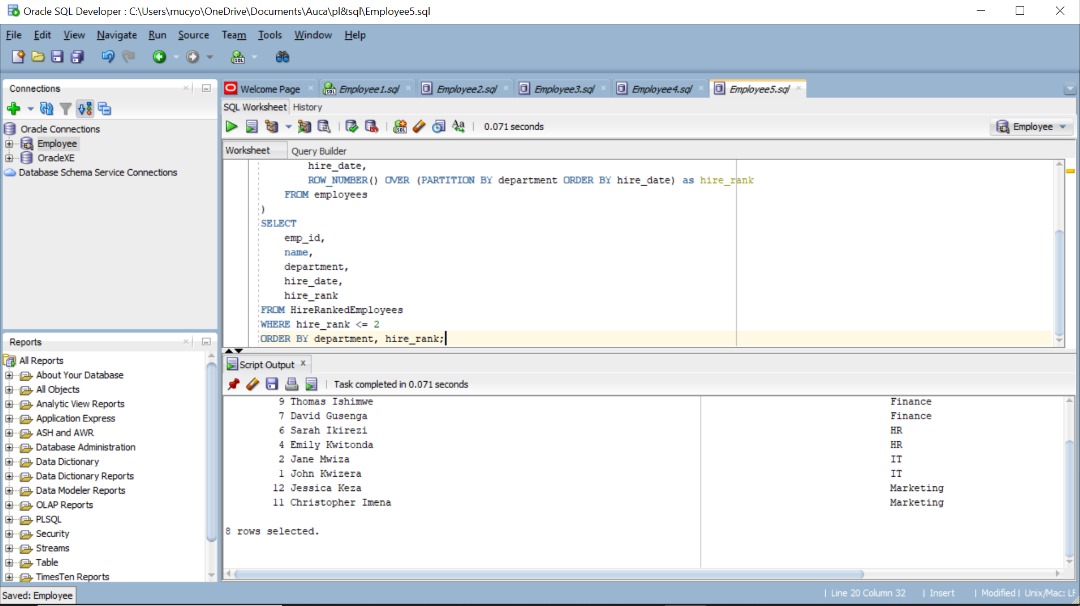 Oracle SQL Developer : C:\Users\mucyo\OneDrive\Documents\Auca\pl&sql\Employee5.sql
File Edit View Navigate Run Source Team Tools Window Help
Connections
Oracle Connections
Employee
OracleXE
Database Schema Service Connections
Reports
All Reports
About Your Database
All Objects
Analytic View Reports
Application Express
ASH and AWR
Database Administration
Data Dictionary
Data Dictionary Reports
Data Modeler Reports
OLAP Reports
PLSQL
Security
Streams
Table
TimesTen Reports
Welcome Page Employee1.sql Employee2.sql Employee3.sql Employee4.sql Employee5.sql
SQL Worksheet History
0.071 seconds
Employee
Worksheet Query Builder
hire_date,
ROW_NUMBER() OVER (PARTITION BY department ORDER BY hire_date) as hire_rank
FROM employees
)
SELECT
emp_id,
name,
department,
hire_date,
hire_rank
FROM HireRankedEmployees
WHERE hire_rank <= 2
ORDER BY department, hire_rank;
Script Output
Task completed in 0.071 seconds
9 Thomas Ishimwe Finance
7 David Gusenga Finance
6 Sarah Ikirezi HR
4 Emily Kwitonda HR
2 Jane Mwiza IT
1 John Kwizera IT
12 Jessica Keza Marketing
11 Christopher Imena Marketing
8 rows selected.
Saved: Employee
Line 20 Column 32 | Insert | Modified | Unix/Mac: LF